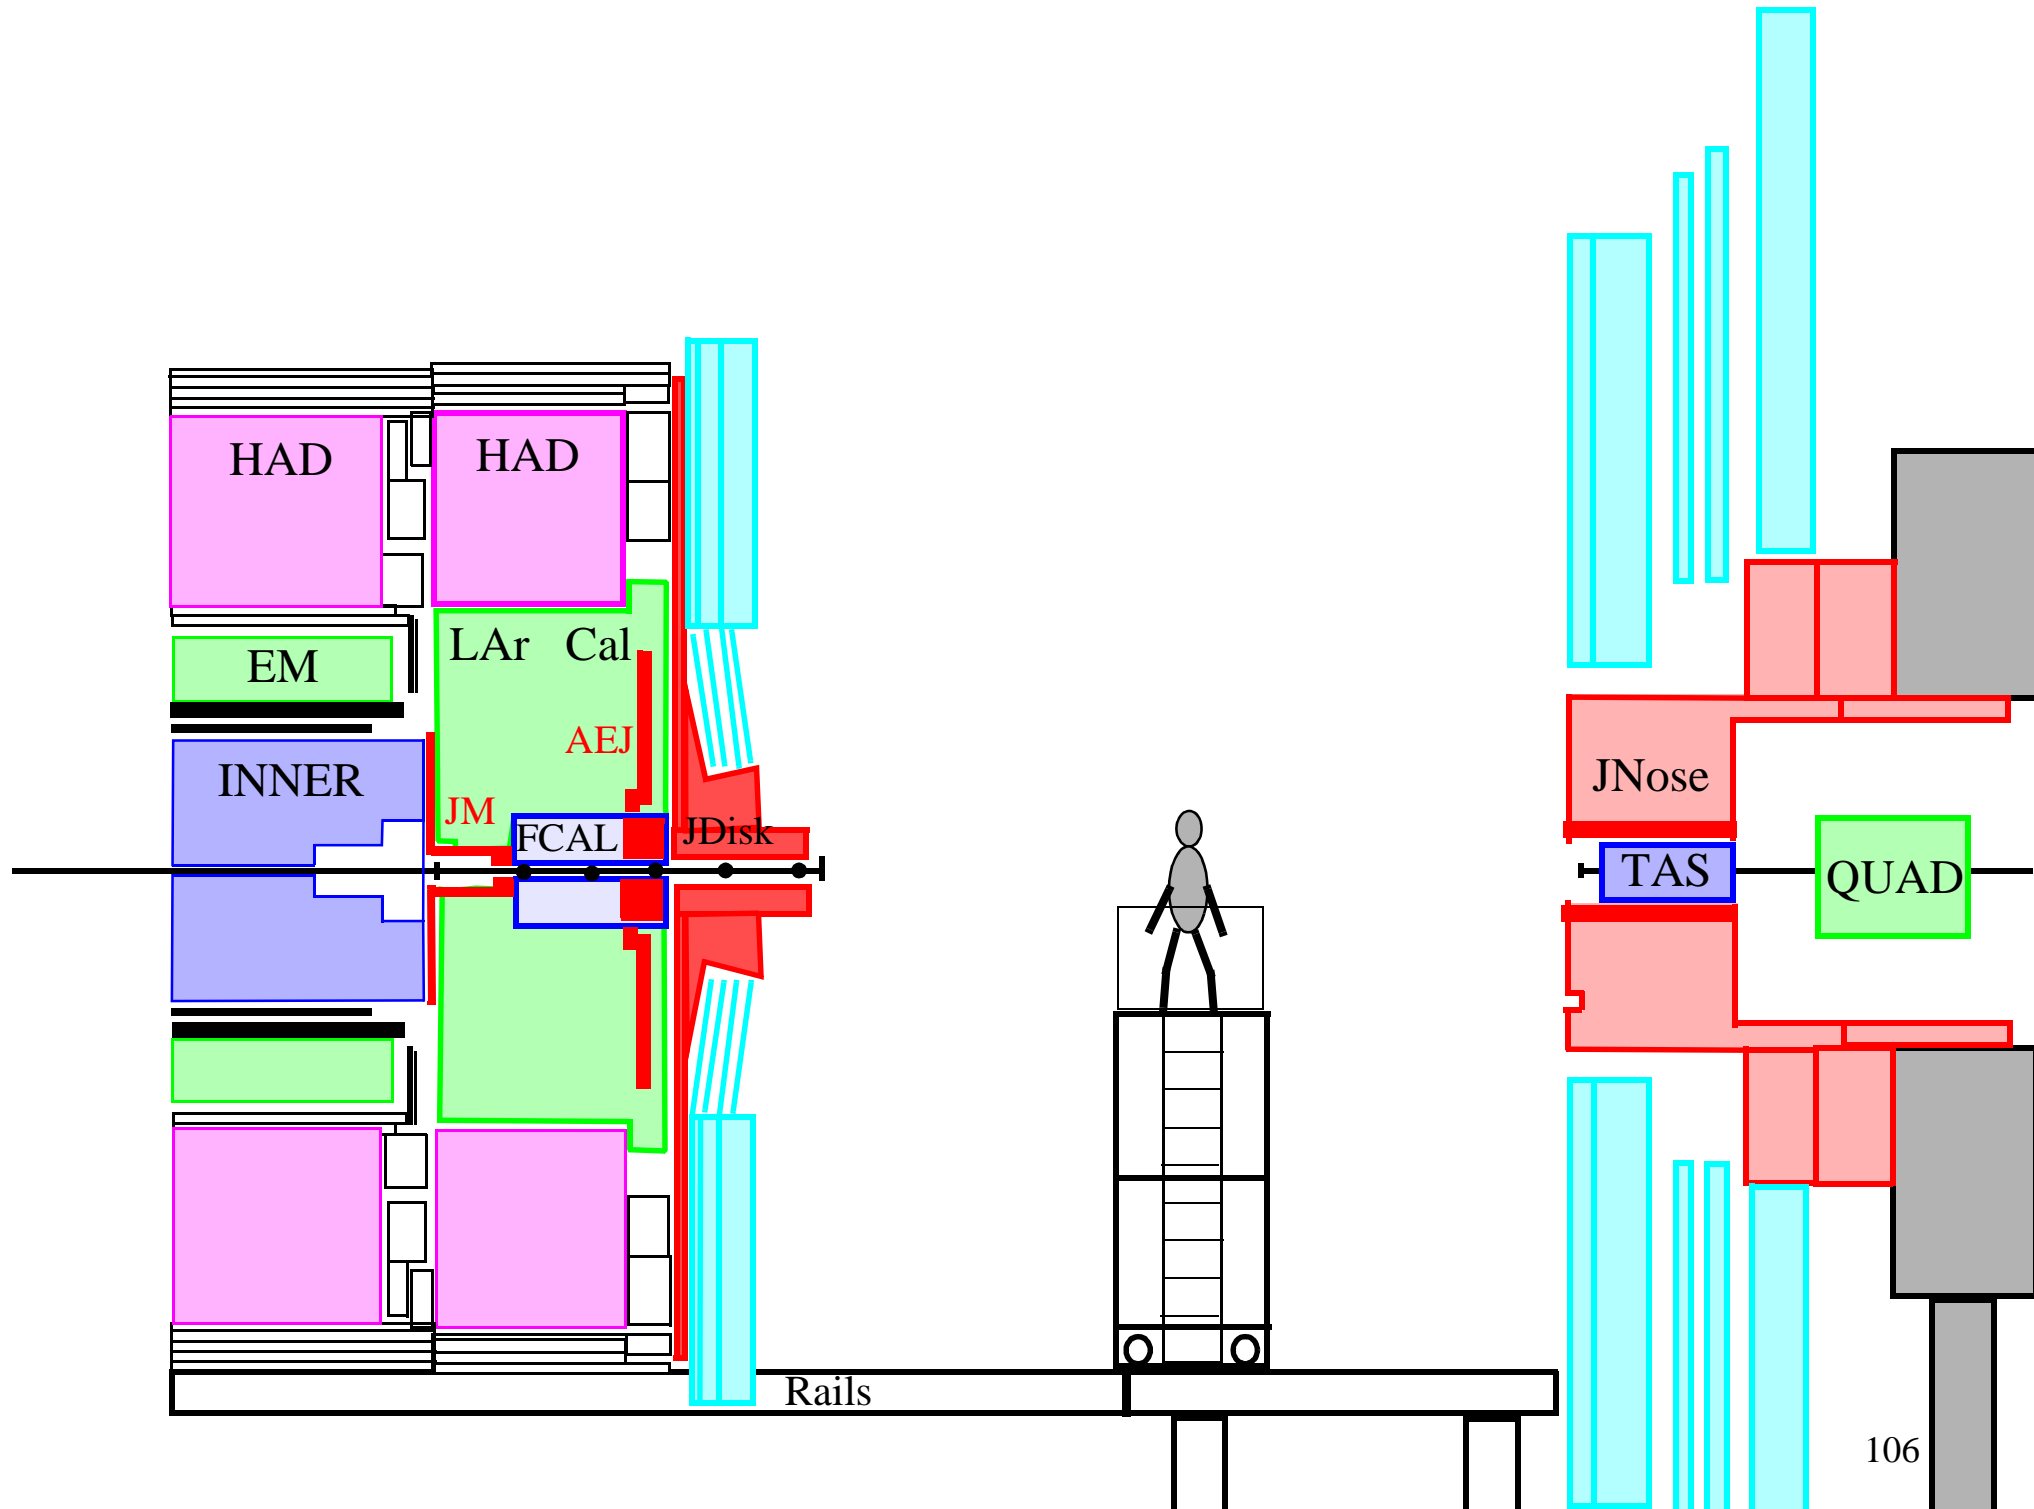 HAD
HAD
LAr Cal
EM
AEJ
INNER
JNose
JM
FCAL
JDisk
TAS
QUAD
Rails
106